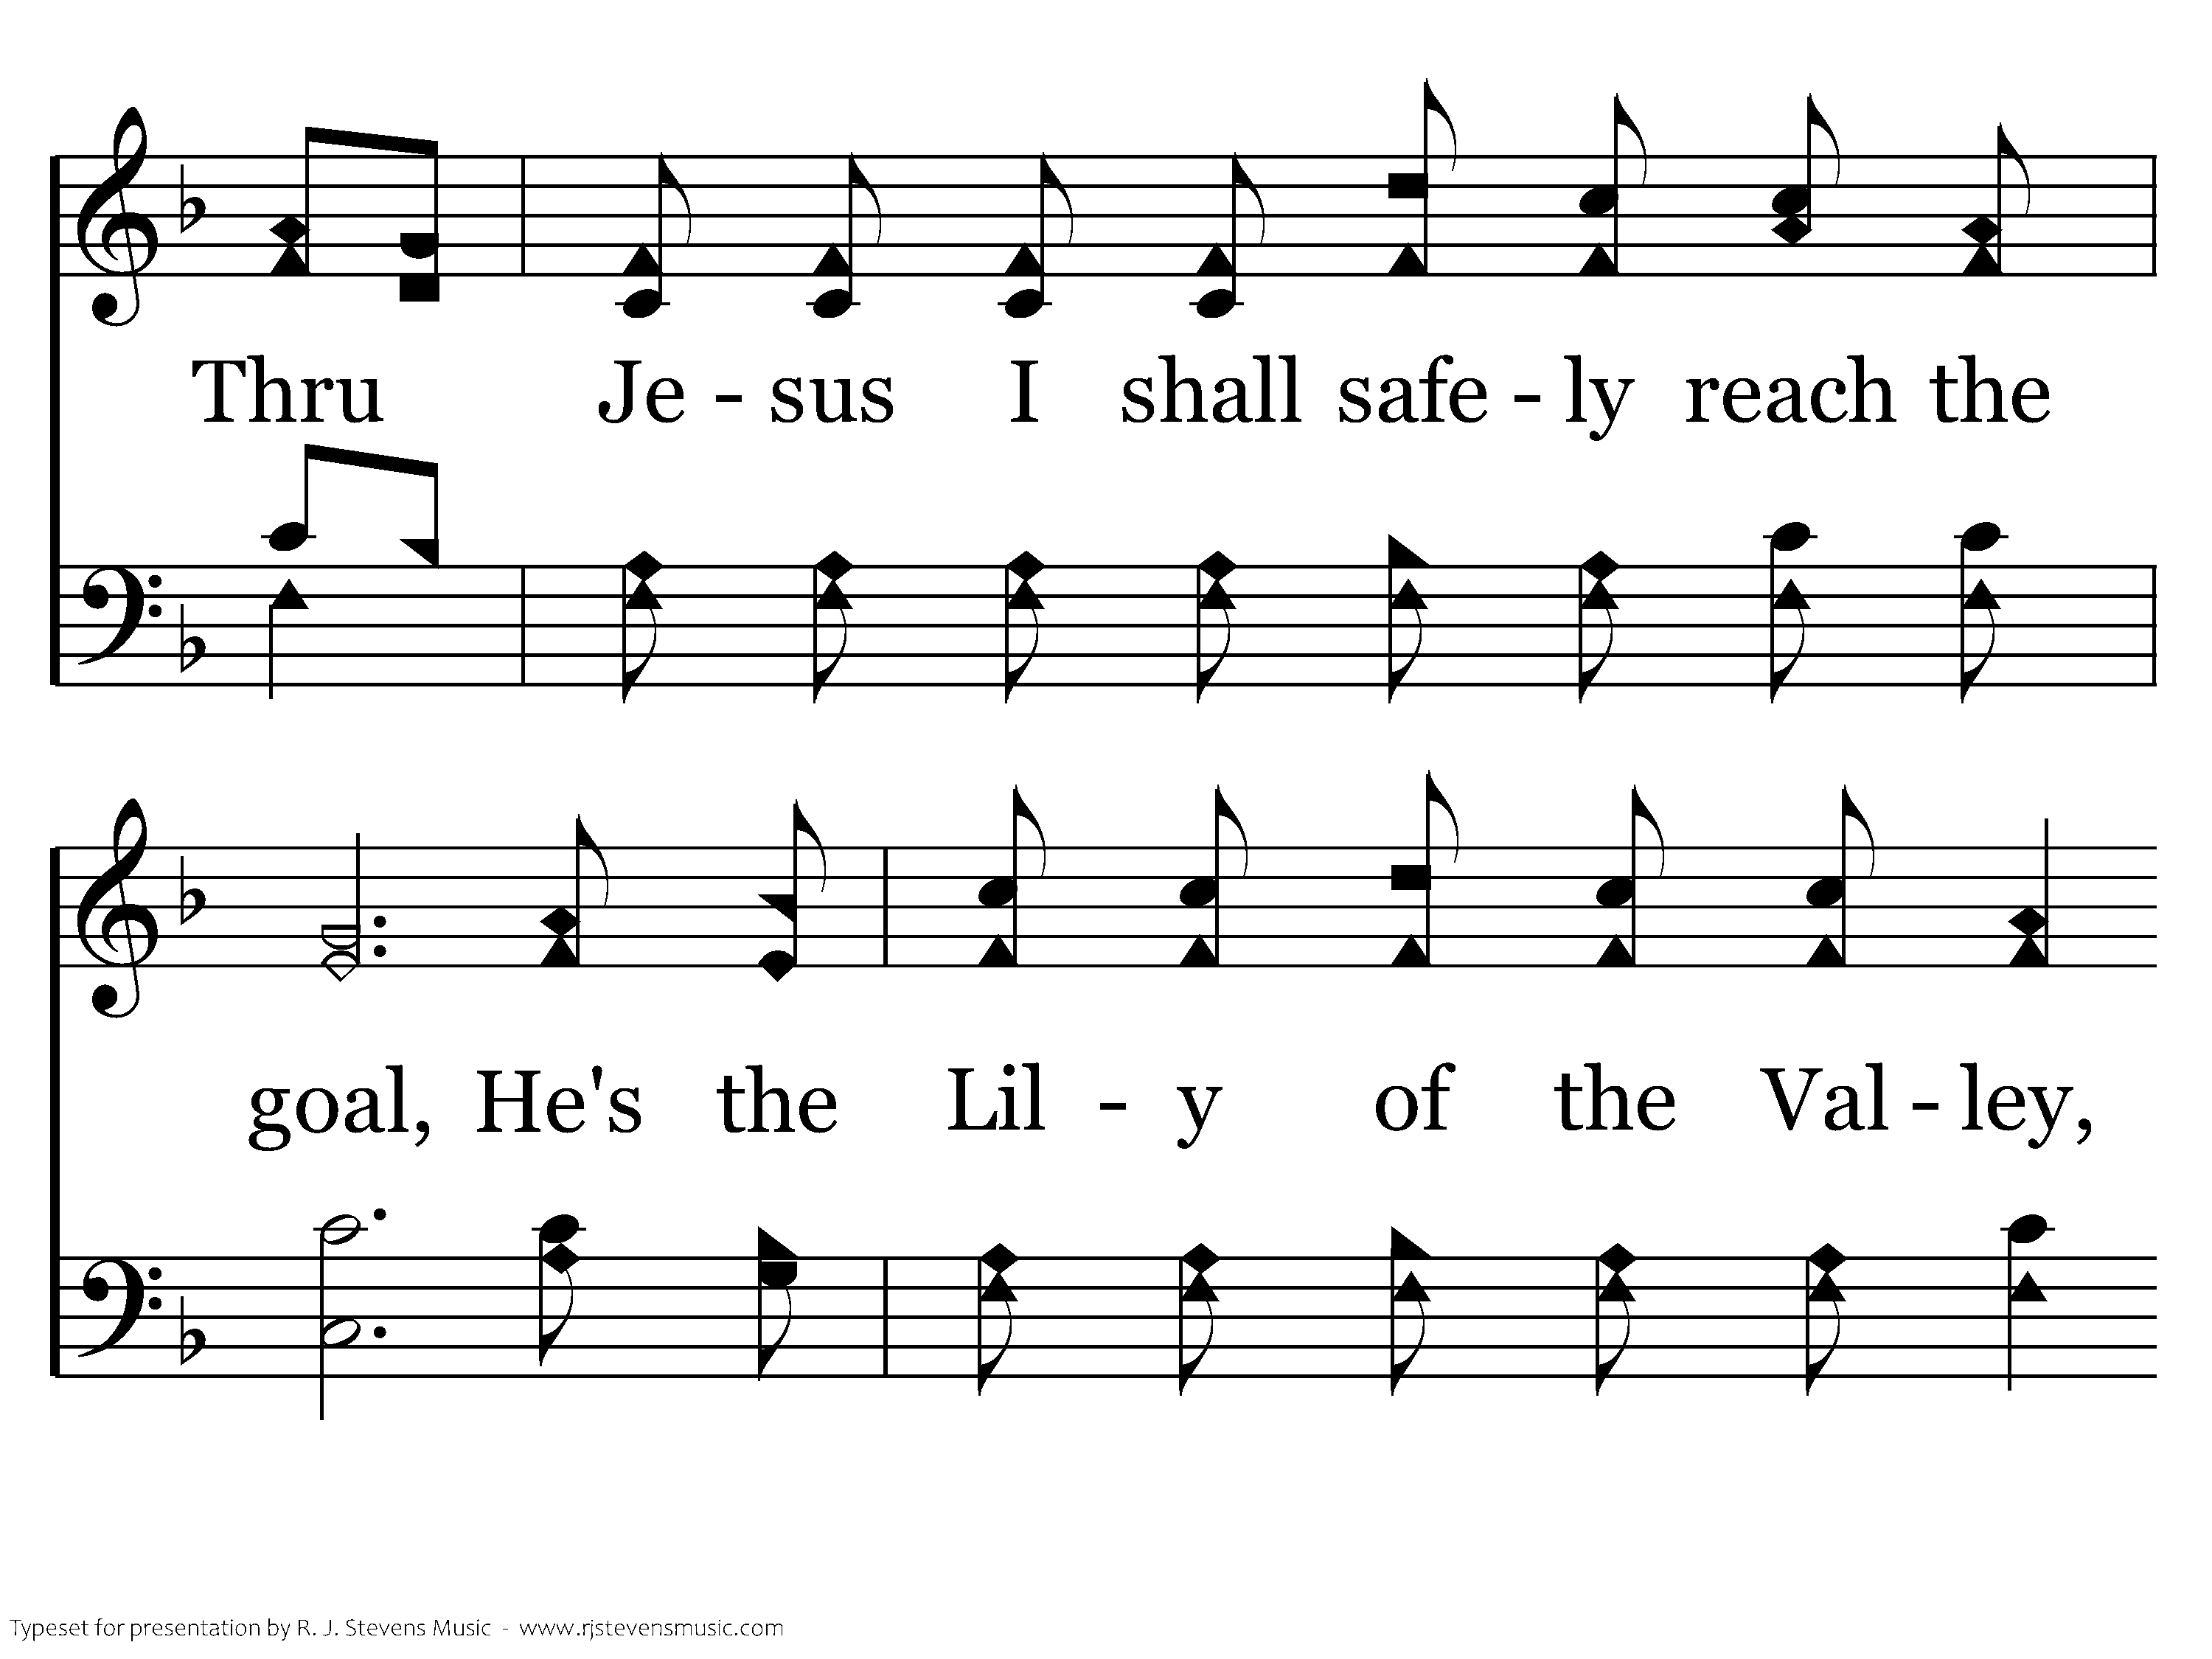 Thru Je - sus I shall safe - ly reach the
goal, He's the Lil - y of the Val - ley,
Typeset for presentation by R. J. Stevens Music - www.rjstevensmusic.com